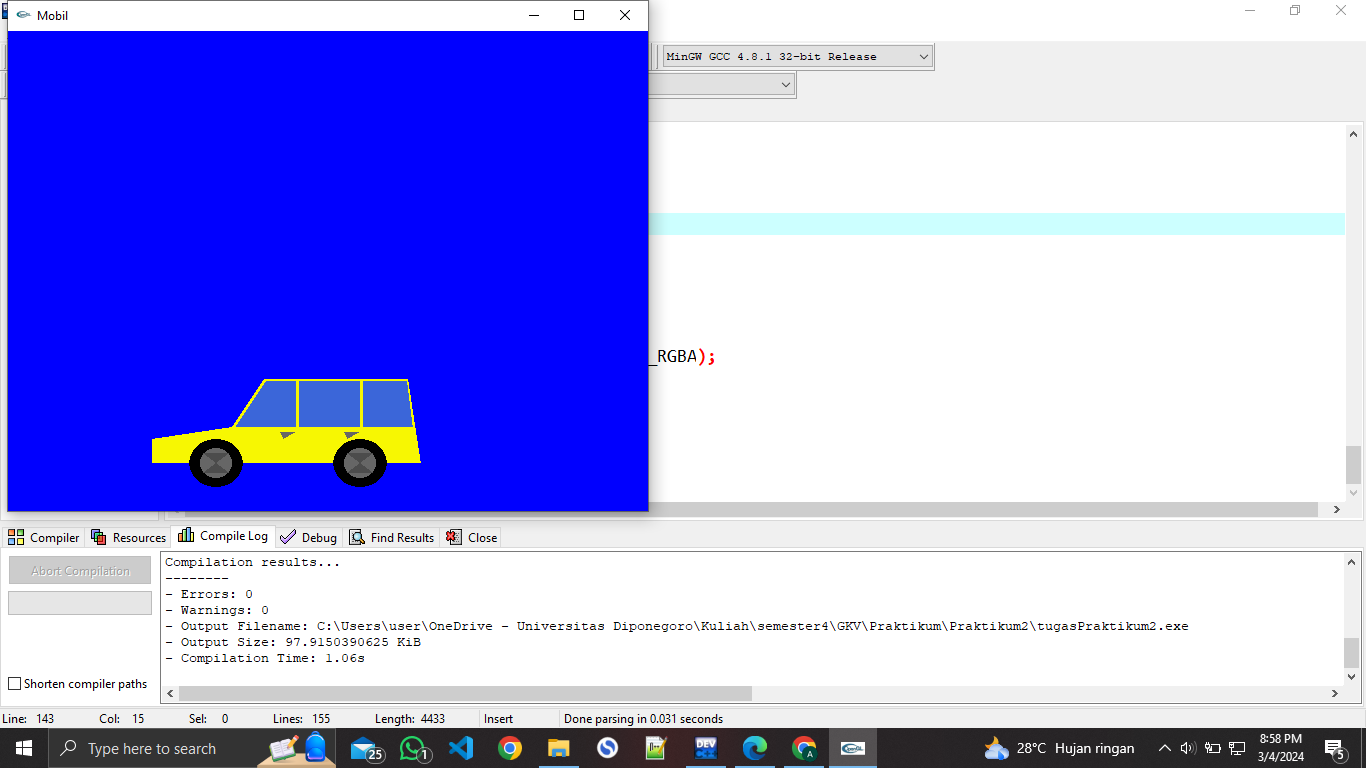 Mobil
MinGW GCC 4.8.1 32-bit Release
_RGBA);
Compiler
Resources
Compile Log
Debug
Find Results
Close
Abort Compilation
Shorten compiler paths
Compilation results...
--------
- Errors: 0
- Warnings: 0
- Output Filename: C:\Users\user\OneDrive - Universitas Diponegoro\Kuliah\semester4\GKV\Praktikum\Praktikum2\tugasPraktikum2.exe
- Output Size: 97.9150390625 KiB
- Compilation Time: 1.06s
Line: 143 Col: 15 Sel: 0 Lines: 155 Length: 4433 Insert Done parsing in 0.031 seconds
Type here to search
25
1
DEV
A
28°C Hujan ringan
8:58 PM
3/4/2024
5